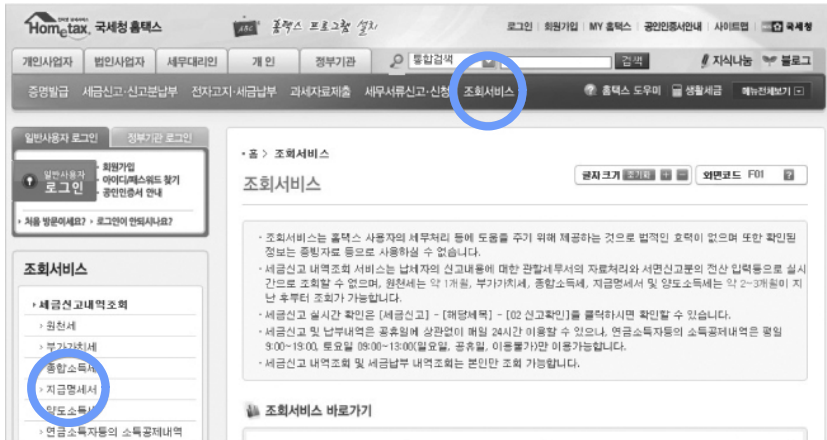 Hometax. 국세청 홈택스
홈택스 프로그램 설치
로그인 | 회원가입 | MY 홈택스 | 공인인증서안내 | 사이트맵 | 국세청
개인사업자 법인사업자 세무대리인 개 인 정부기관 통합검색 검색 지식나눔 블로그
증명발급 세금신고·신고분납부 전자고지·세금납부 과세자료제출 세무서류신고·신청 조회서비스 홈택스 도우미 생활세금 메뉴전체보기
일반사용자 로그인 정부기관 로그인
일반사용자
로그인
· 회원가입
· 아이디/패스워드 찾기
· 공인인증서 안내
› 처음 방문이세요? › 로그인이 안되시나요?
조회서비스
› 세금신고내역조회
› 원천세
› 부가가치세
› 종합소득세
› 지급명세서
› 양도소득세
› 연금소득자등의 소득공제내역
· 홈 > 조회서비스
조회서비스
글자크기 초기화 + - 화면코드 F01 ?
· 조회서비스는 홈택스 사용자의 세무처리 등에 도움을 주기 위해 제공하는 것으로 법적인 효력이 없으며 또한 확인된
정보는 증빙자료 등으로 사용하실 수 없습니다.
· 세금신고 내역조회 서비스는 납세자의 신고내용에 대한 관할세무서의 자료처리와 서면신고분의 전산 입력등으로 실시
간으로 조회할 수 없으며, 원천세는 약 1개월, 부가가치세, 종합소득세, 지급명세서 및 양도소득세는 약 2~3개월이 지
난 후부터 조회가 가능합니다.
· 세금신고 실시간 확인은 [세금신고] - [해당세목] - [02 신고확인]를 클릭하시면 확인할 수 있습니다.
· 세금신고 및 납부내역은 공휴일에 상관없이 매일 24시간 이용할 수 있으나, 연금소득자등의 소득공제내역은 평일
9:00~19:00, 토요일 09:00~13:00(일요일, 공휴일, 이용불가)만 이용가능합니다.
· 세금신고 내역조회 및 세금납부 내역조회는 본인만 조회 가능합니다.
조회서비스 바로가기